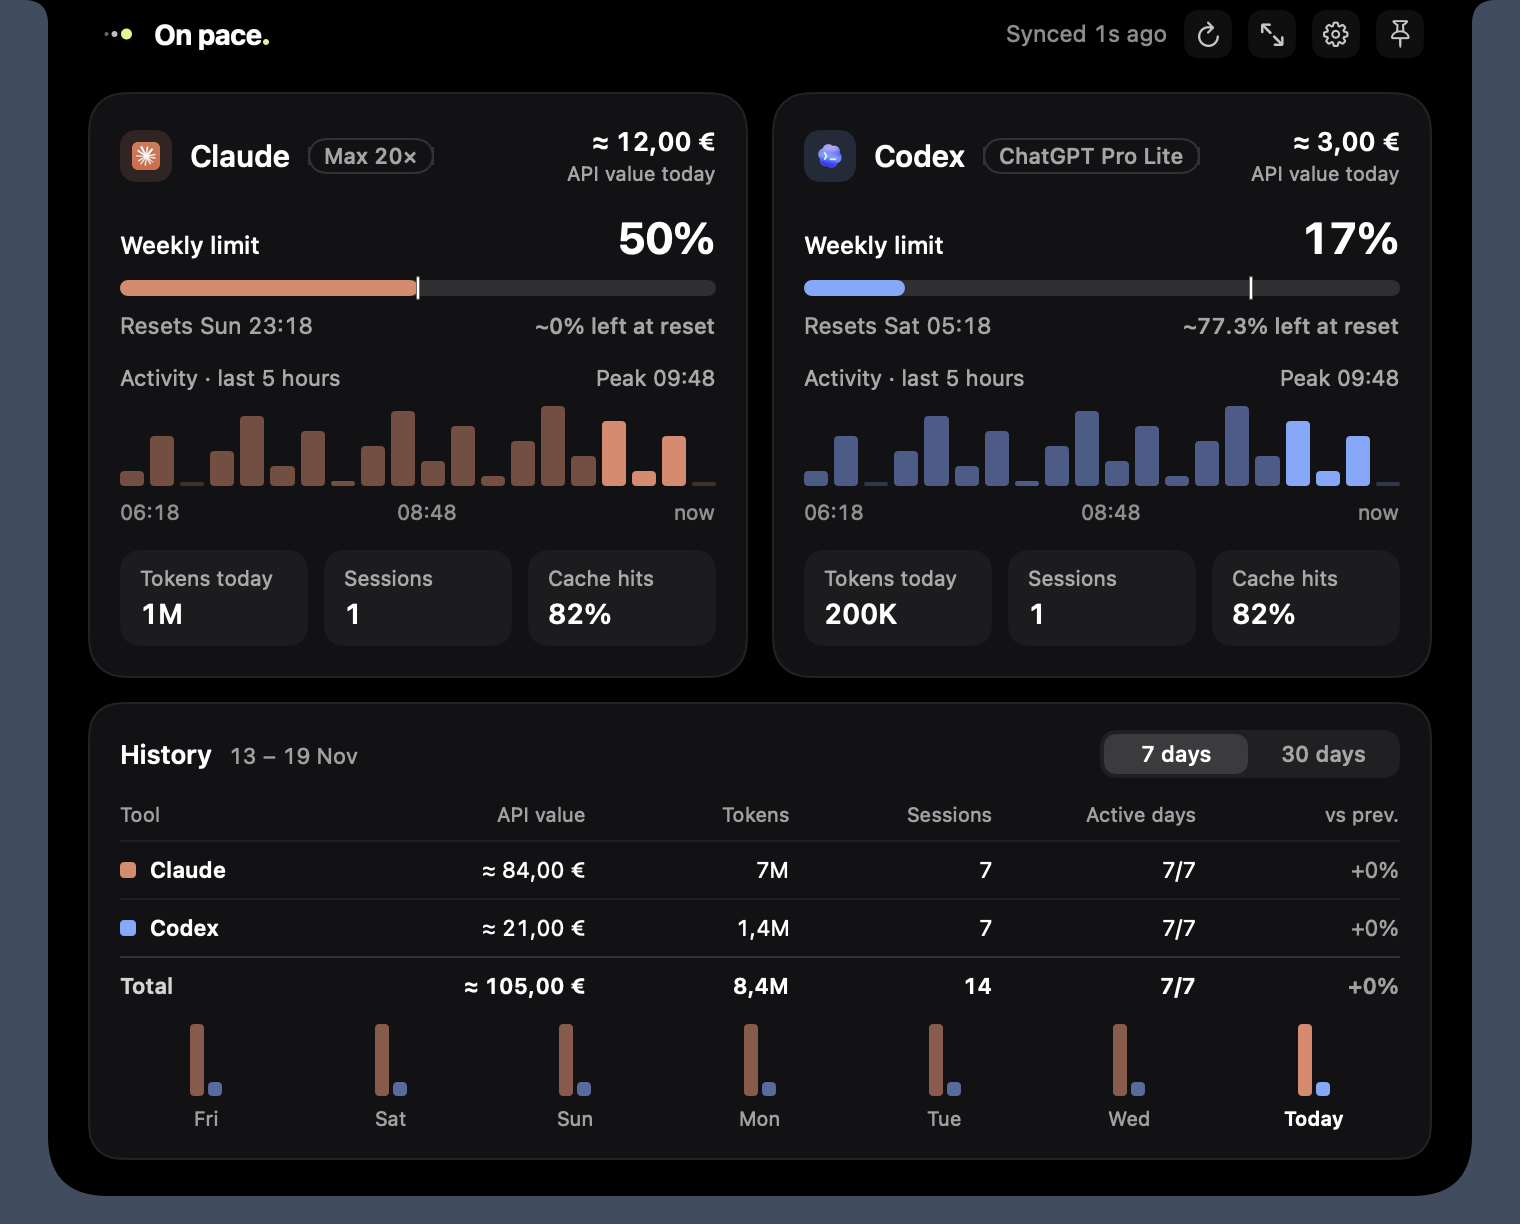 On pace.
Synced 1s ago
Claude
Max 20×
≈ 12,00 €
API value today
Weekly limit
50%
Resets Sun 23:18
~0% left at reset
Activity · last 5 hours
Peak 09:48
06:18
08:48
now
Tokens today
1M
Sessions
1
Cache hits
82%
Codex
ChatGPT Pro Lite
≈ 3,00 €
API value today
Weekly limit
17%
Resets Sat 05:18
~77.3% left at reset
Activity · last 5 hours
Peak 09:48
06:18
08:48
now
Tokens today
200K
Sessions
1
Cache hits
82%
History 13 – 19 Nov
7 days
30 days
Tool API value Tokens Sessions Active days vs prev.
Claude ≈ 84,00 € 7M 7 7/7 +0%
Codex ≈ 21,00 € 1,4M 7 7/7 +0%
Total ≈ 105,00 € 8,4M 14 7/7 +0%
Fri Sat Sun Mon Tue Wed Today